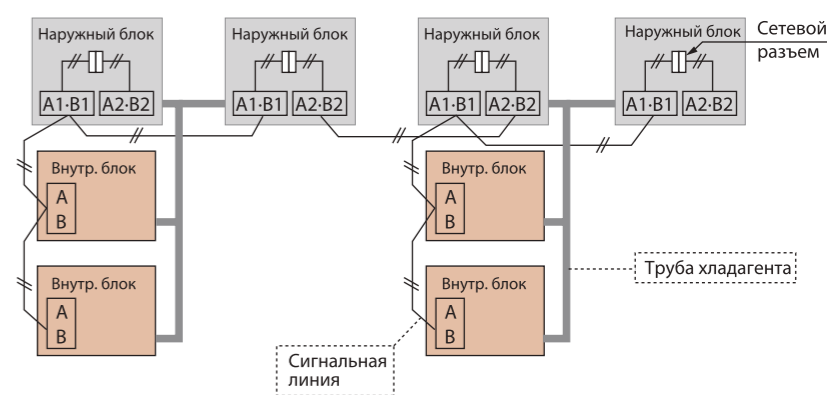 Наружный блок
Наружный блок
Наружный блок
Наружный блок
Сетевой
разъем
A1·B1
A2·B2
A1·B1
A2·B2
A1·B1
A2·B2
A1·B1
A2·B2
Внутр. блок
A
B
Внутр. блок
A
B
Внутр. блок
A
B
Внутр. блок
A
B
Труба хладагента
Сигнальная
линия